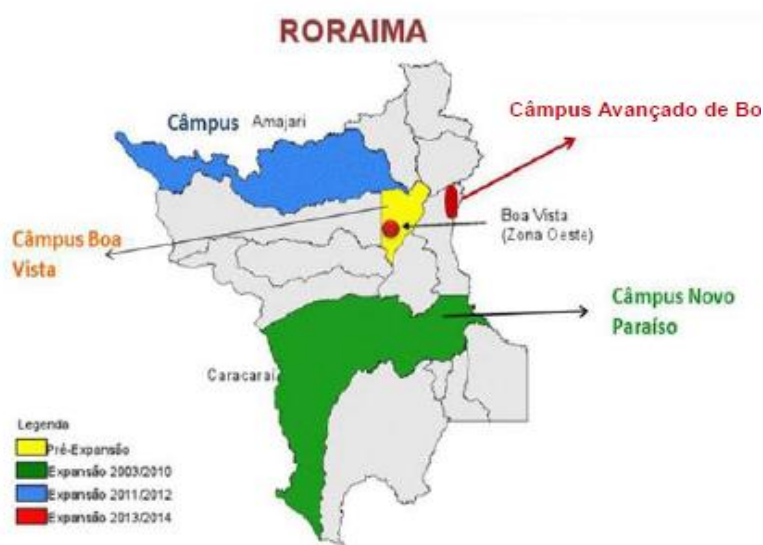 RORAIMA
Câmpus Amajari
Câmpus Avançado de Bo
Boa Vista
(Zona Oeste)
Câmpus Boa
Vista
Câmpus Novo
Paraíso
Caracaraí
Legenda
Pré-Expansão
Expansão 2003/2010
Expansão 2011/2012
Expansão 2013/2014